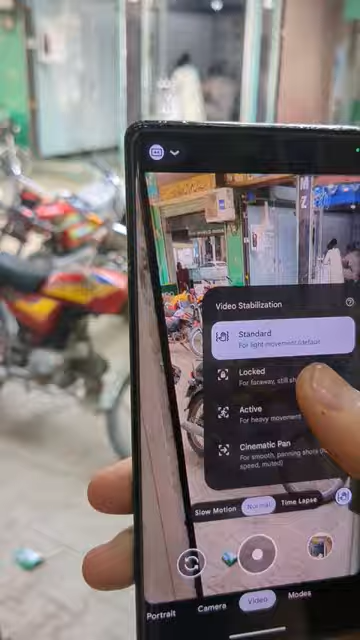 Video Stabilization
Standard
For light movement/default
Locked
For faraway, still
Active
For heavy movement
Cinematic Pan
For smooth, panning shots
speed, muted)
Slow Motion Normal Time Lapse
Portrait Camera Video Modes